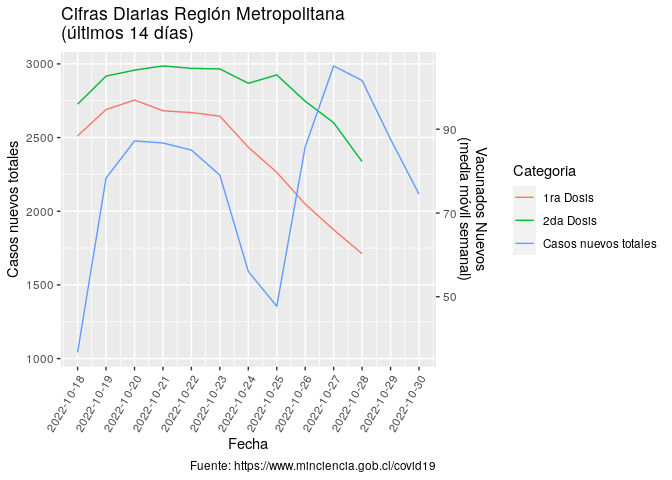 Cifras Diarias Región Metropolitana
(últimos 14 días)
Casos nuevos totales
3000
2500
2000
1500
1000
90
70
50
Vacunados Nuevos
(media móvil semanal)
2022-10-18
2022-10-19
2022-10-20
2022-10-21
2022-10-22
2022-10-23
2022-10-24
2022-10-25
2022-10-26
2022-10-27
2022-10-28
2022-10-29
2022-10-30
Fecha
Categoria
1ra Dosis
2da Dosis
Casos nuevos totales
Fuente: https://www.minciencia.gob.cl/covid19